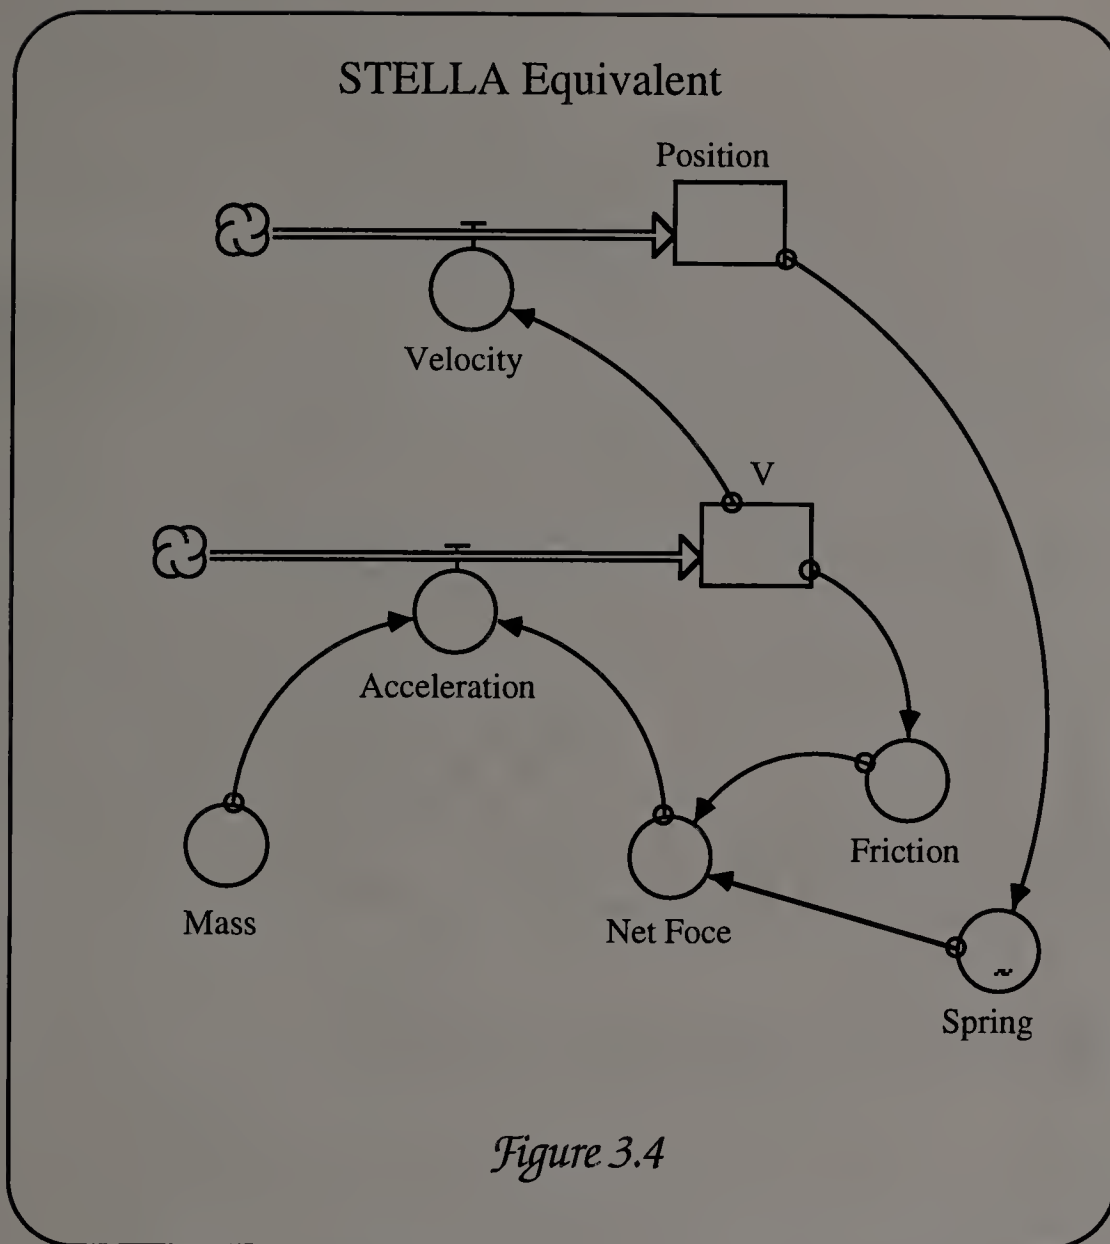 STELLA Equivalent
Position
Velocity
V
Acceleration
Friction
Mass
Net Foce
~
Spring
Figure 3.4